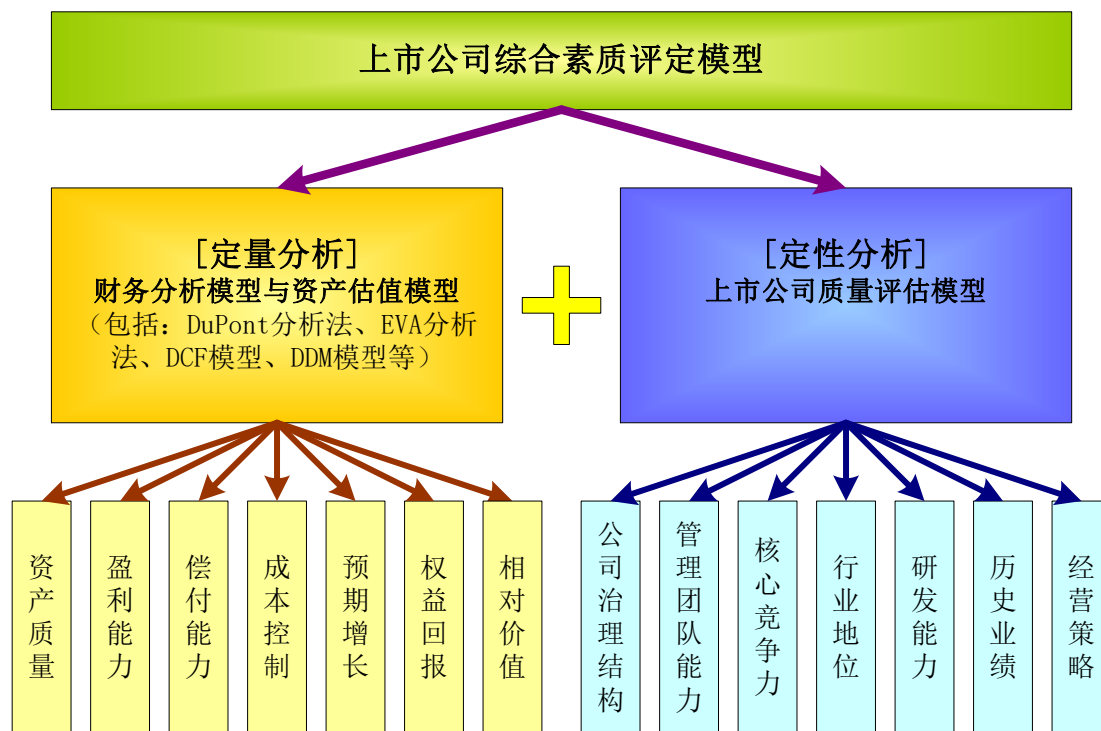 上市公司综合素质评定模型
[定量分析]
财务分析模型与资产估值模型
（包括：DuPont分析法、EVA分析
法、DCF模型、DDM模型等）
[定性分析]
上市公司质量评估模型
资产质量
盈利能力
偿付能力
成本控制
预期增长
权益回报
相对价值
公司治理结构
管理团队能力
核心竞争力
行业地位
研发能力
历史业绩
经营策略